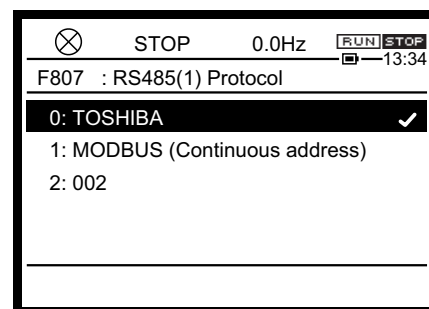 STOP 0.0Hz RUN STOP
13:34
F807 : RS485(1) Protocol
0: TOSHIBA
1: MODBUS (Continuous address)
2: 002